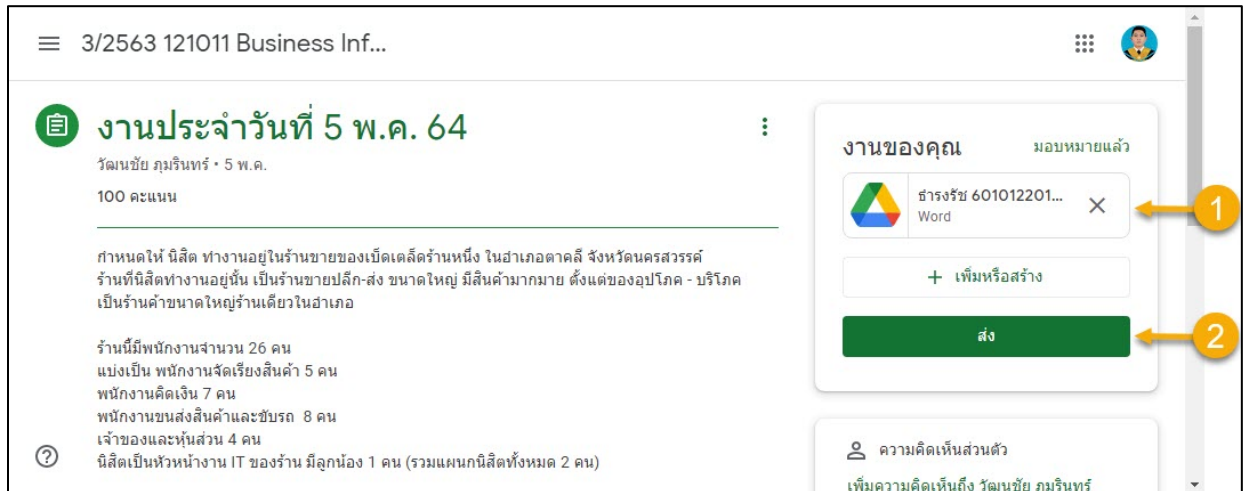 3/2563 121011 Business Inf...
งานประจำวันที่ 5 พ.ค. 64
วัฒนชัย ภุมรินทร์ • 5 พ.ค.
100 คะแนน
กำหนดให้ นิสิต ทำงานอยู่ในร้านขายของเบ็ดเตล็ดร้านหนึ่ง ในอำเภอตาคลี จังหวัดนครสวรรค์
ร้านที่นิสิตทำงานอยู่นั้น เป็นร้านขายปลีก-ส่ง ขนาดใหญ่ มีสินค้ามากมาย ตั้งแต่ของอุปโภค - บริโภค
เป็นร้านค้าขนาดใหญ่ร้านเดียวในอำเภอ
ร้านนี้มีพนักงานจำนวน 26 คน
แบ่งเป็น พนักงานจัดเรียงสินค้า 5 คน
พนักงานคิดเงิน 7 คน
พนักงานขนส่งสินค้าและขับรถ 8 คน
เจ้าของและหุ้นส่วน 4 คน
นิสิตเป็นหัวหน้างาน IT ของร้าน มีลูกน้อง 1 คน (รวมแผนกนิสิตทั้งหมด 2 คน)
งานของคุณ
มอบหมายแล้ว
ธำรงรัช 601012201...
Word
1
+ เพิ่มหรือสร้าง
ส่ง
2
ความคิดเห็นส่วนตัว
เพิ่มความคิดเห็นถึง วัฒนชัย ภุมรินทร์